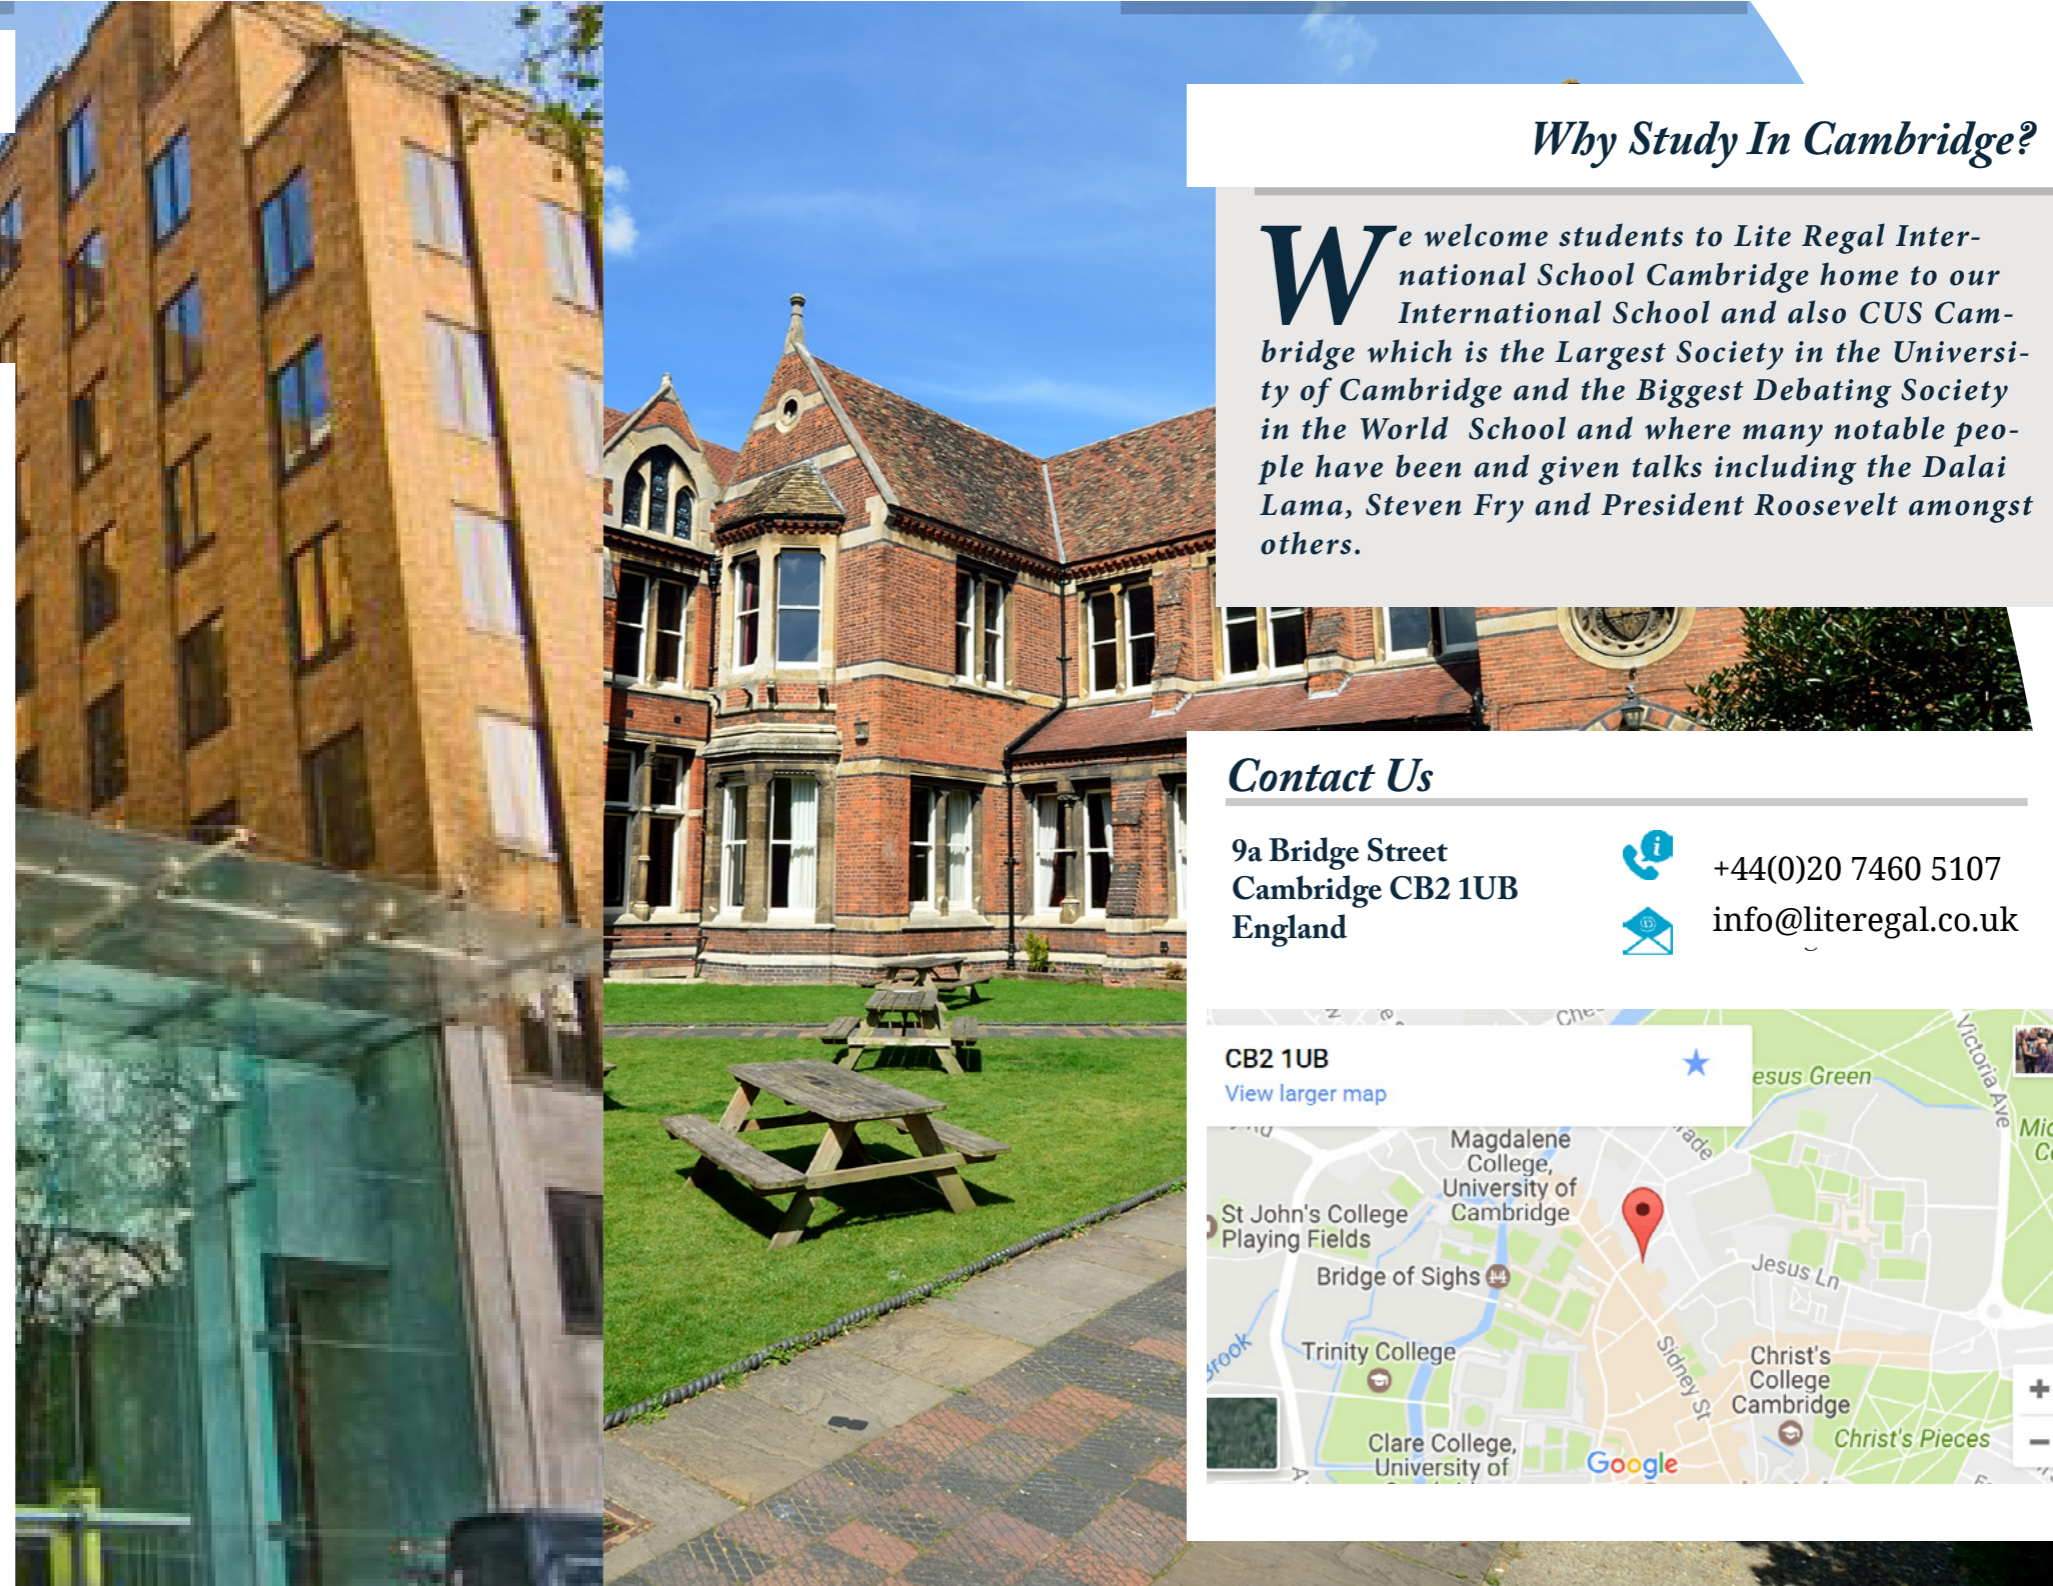 Why Study In Cambridge?
We welcome students to Lite Regal Inter-
national School Cambridge home to our
International School and also CUS Cam-
bridge which is the Largest Society in the Universi-
ty of Cambridge and the Biggest Debating Society
in the World School and where many notable peo-
ple have been and given talks including the Dalai
Lama, Steven Fry and President Roosevelt amongst
others.
Contact Us
9a Bridge Street
Cambridge CB2 1UB
England
+44(0)20 7460 5107
info@literegal.co.uk
CB2 1UB
View larger map
esus Green
Victoria Ave
Magdalene
College,
University of
Cambridge
St John's College
Playing Fields
Bridge of Sighs
Jesus Ln
Trinity College
Sidney St
Christ's
College
Cambridge
Christ's Pieces
Clare College,
University of
Google